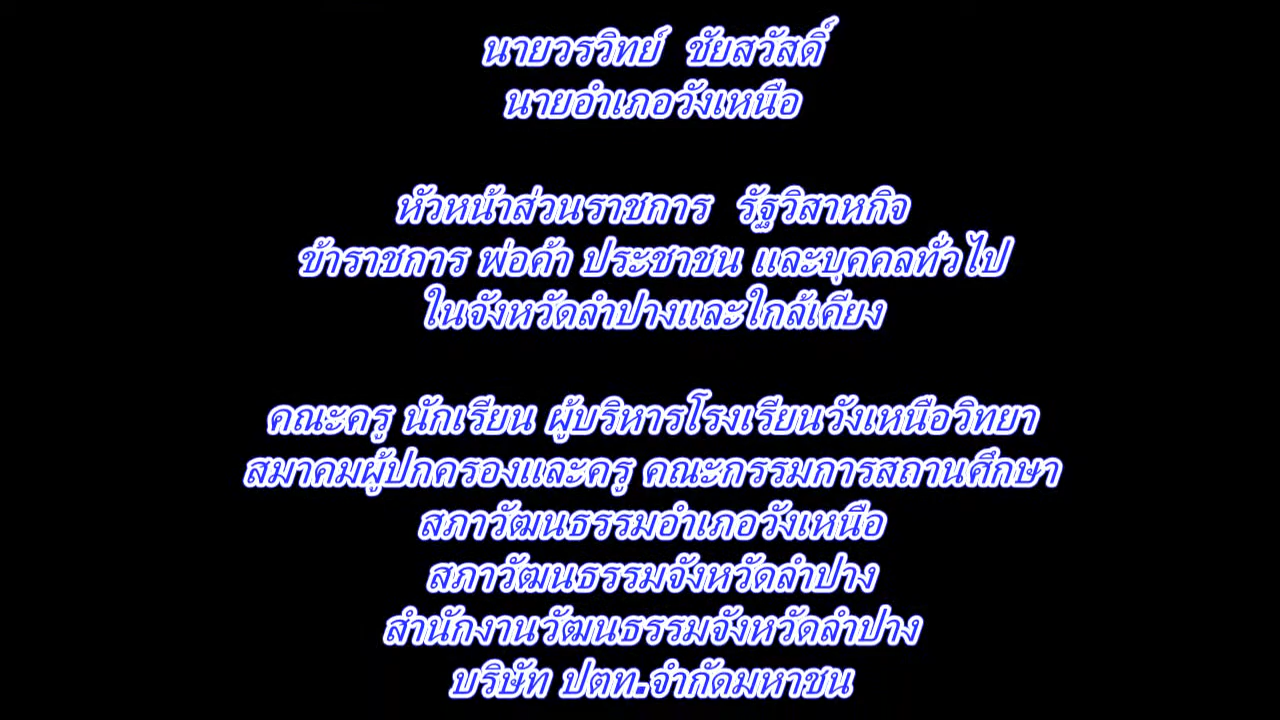 นายวรวิทย์ ชัยสวัสดิ์
นายอำเภอวังเหนือ
หัวหน้าส่วนราชการ รัฐวิสาหกิจ
ข้าราชการ พ่อค้า ประชาชน และบุคคลทั่วไป
ในจังหวัดลำปางและใกล้เคียง
คณะครู นักเรียน ผู้บริหารโรงเรียนวังเหนือวิทยา
สมาคมผู้ปกครองและครู คณะกรรมการสถานศึกษา
สภาวัฒนธรรมอำเภอวังเหนือ
สภาวัฒนธรรมจังหวัดลำปาง
สำนักงานวัฒนธรรมจังหวัดลำปาง
บริษัท ปตท.จำกัดมหาชน